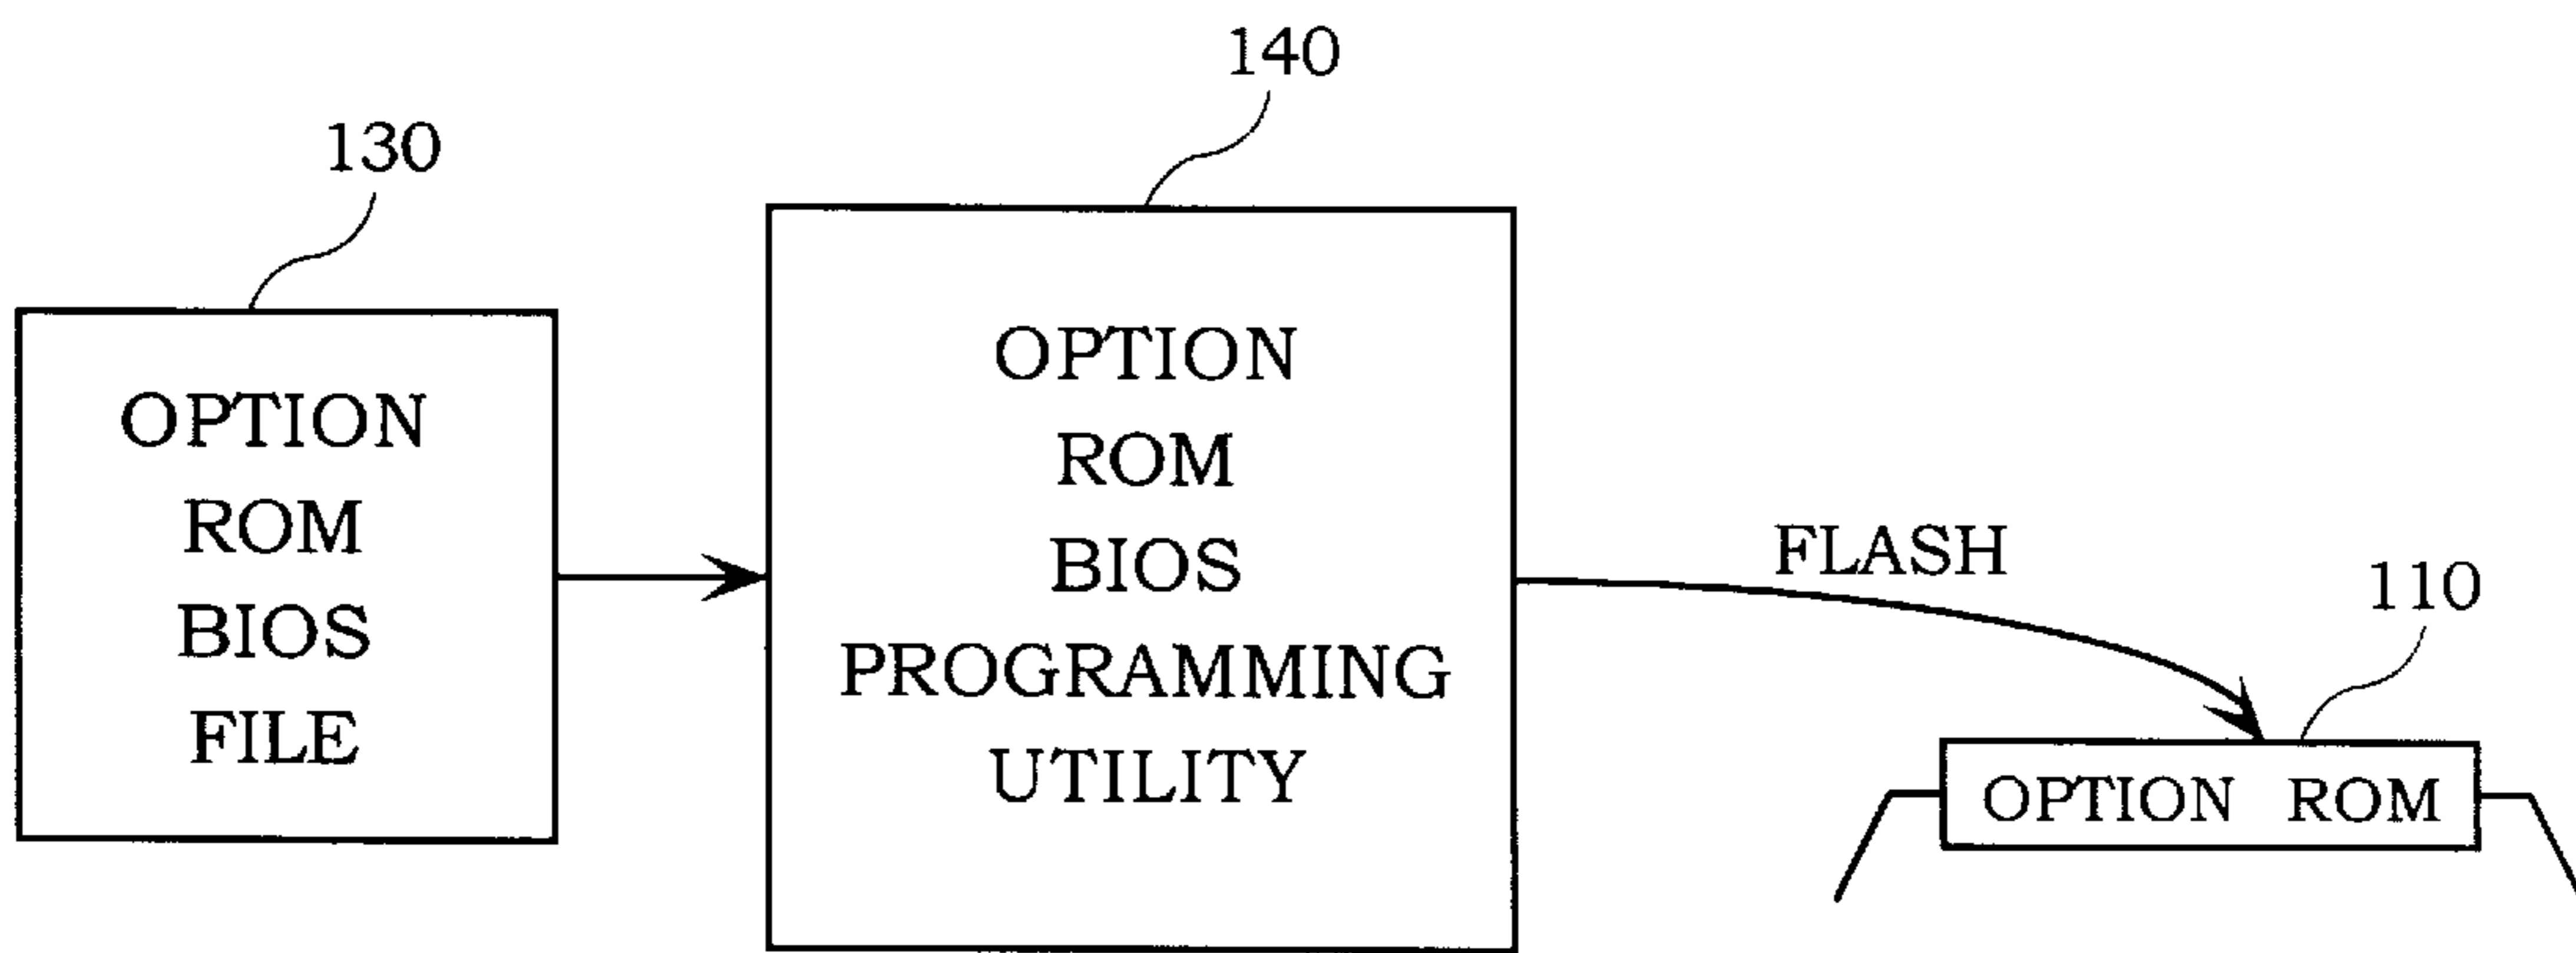 130
OPTION
ROM
BIOS
FILE
140
OPTION
ROM
BIOS
PROGRAMMING
UTILITY
FLASH
110
OPTION ROM